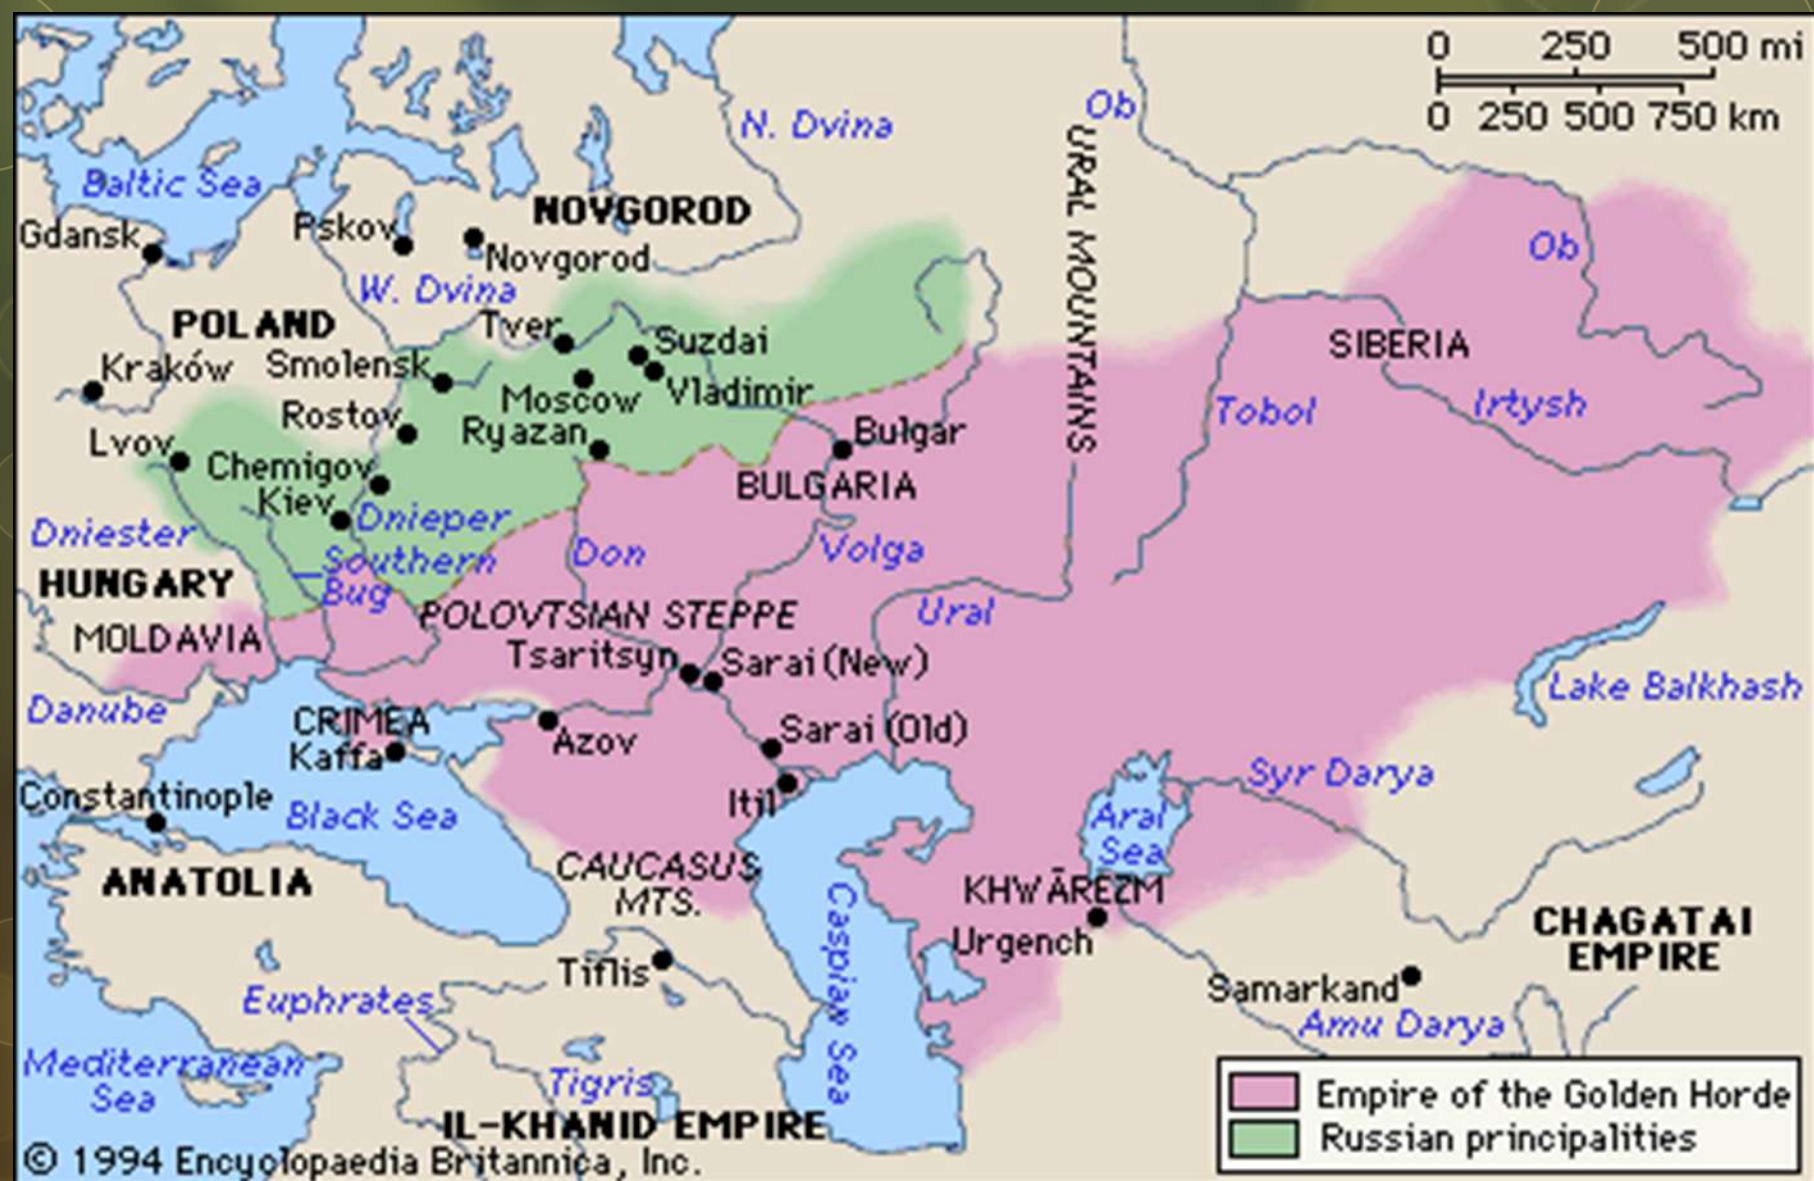 0 250 500 mi
0 250 500 750 km
Ob
N. Dvina
URAL MOUNTAINS
Baltic Sea
NOVGOROD
Gdansk
Pskov
Novgorod
Ob
W. Dvina
POLAND
Tver
Suzdai
SIBERIA
Kraków
Smolensk
Moscow
Vladimir
Tobol
Irtysh
Rostov
Ryazan
Bulgar
Lvov
Chemigov
BULGARIA
Kiev
Dnieper
Dniester
Southern
Bug
Don
Volga
HUNGARY
POLOVTSIAN STEPPE
Ural
MOLDAVIA
Tsaritsyn
Sarai (New)
Lake Balkhash
Danube
CRIMEA
Kaffa
Azov
Sarai (Old)
Syr Darya
Constantinople
Black Sea
Itil
Aral
Sea
ANATOLIA
CAUCASUS
MTS.
KHWĀREZM
Caspian Sea
Urgench
CHAGATAI
EMPIRE
Tiflis
Samarkand
Euphrates
Amu Darya
Mediterranean
Sea
Tigris
IL-KHANID EMPIRE
Empire of the Golden Horde
Russian principalities
© 1994 Encyclopaedia Britannica, Inc.